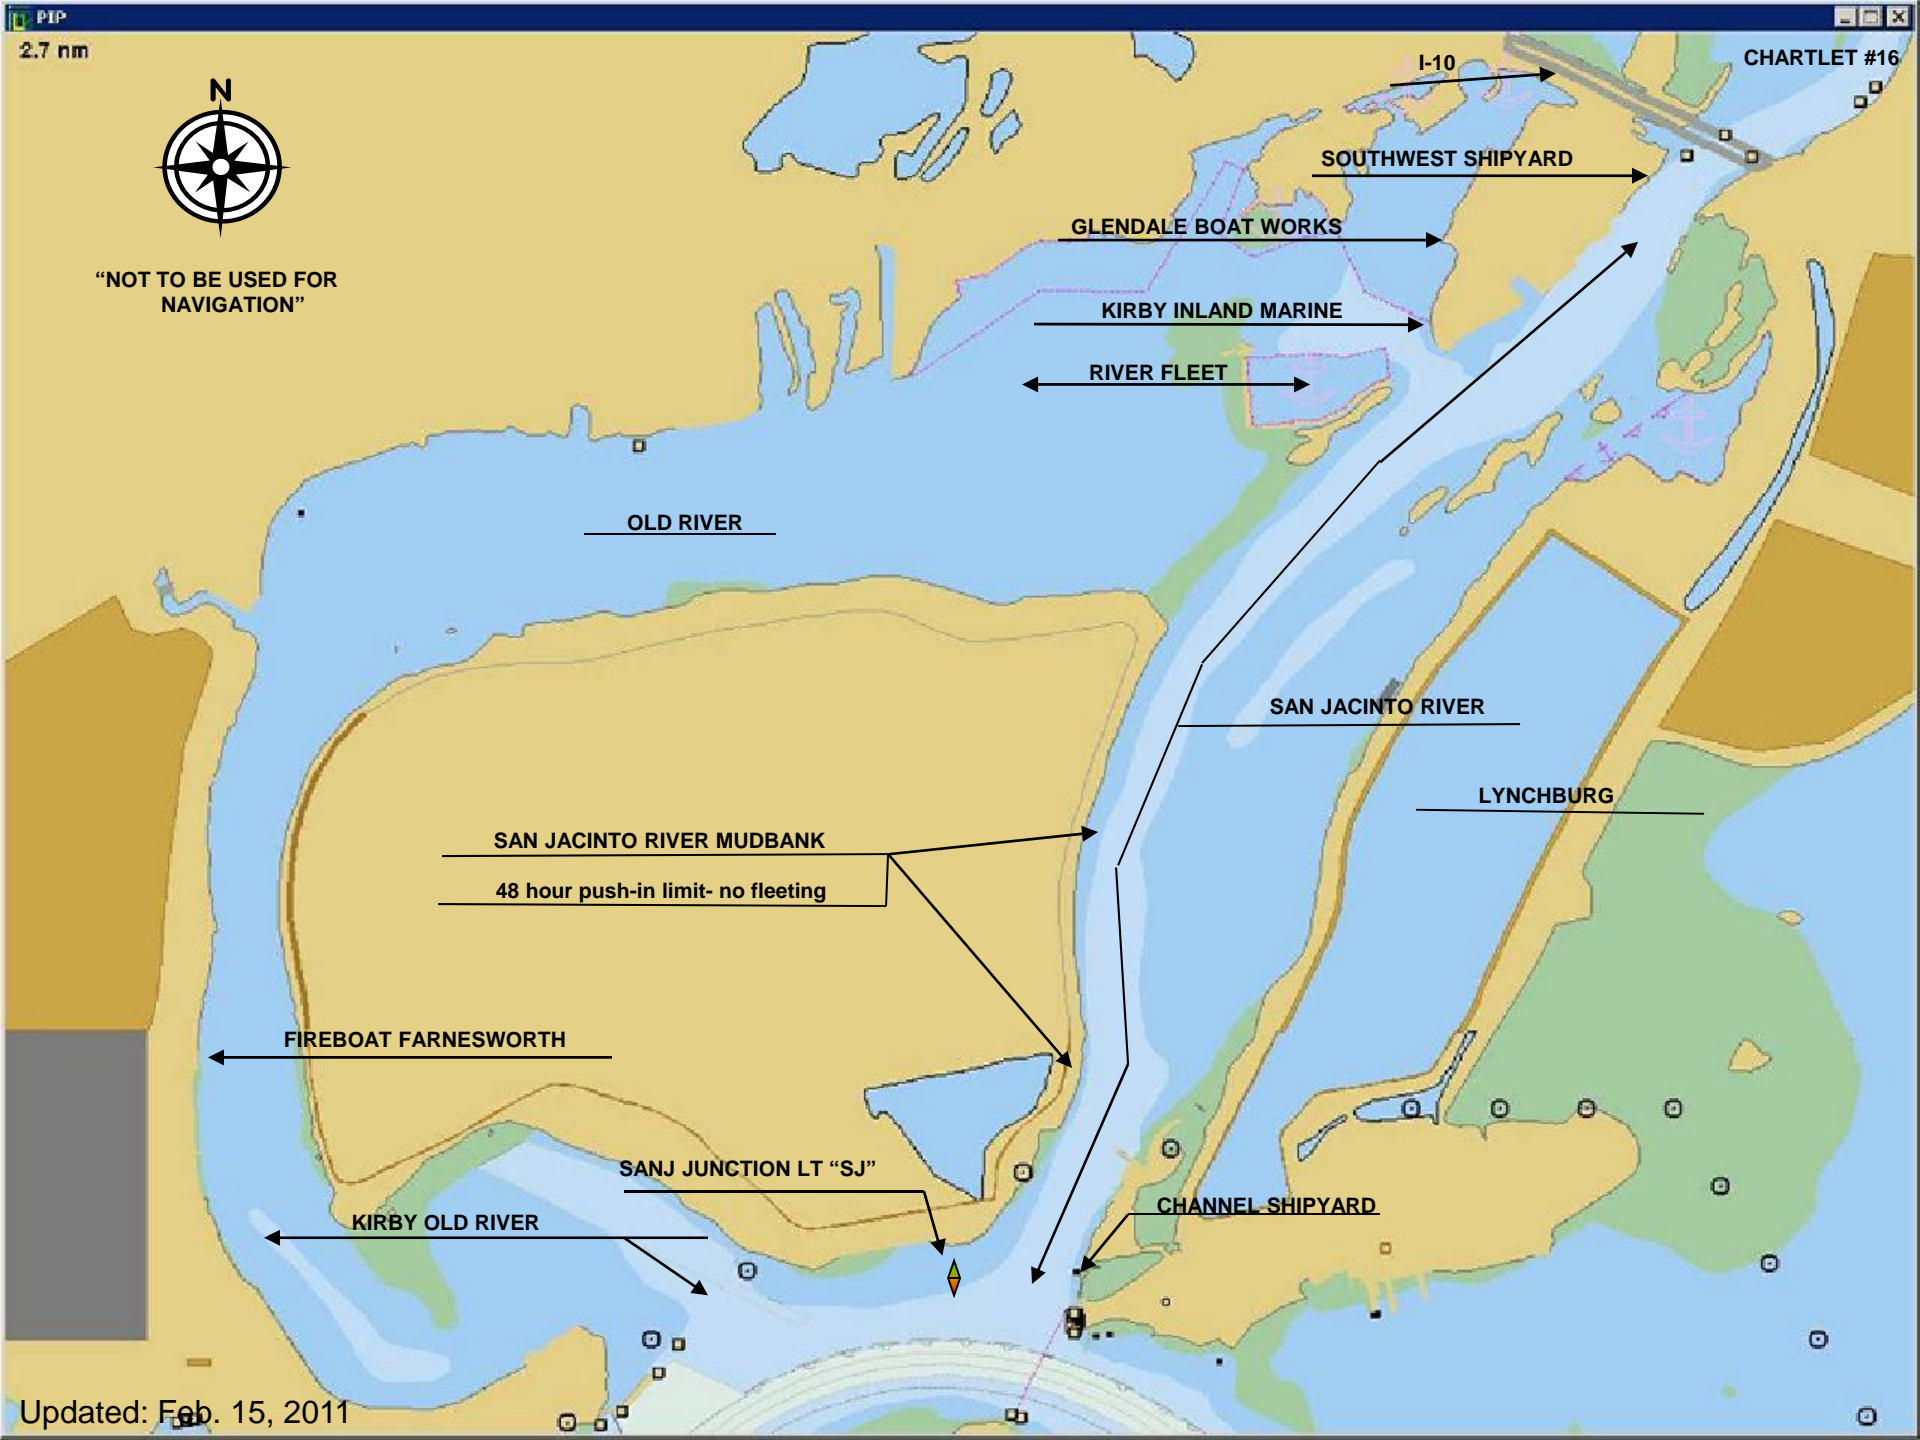 PIP
2.7 nm
CHARTLET #16
I-10
N
SOUTHWEST SHIPYARD
GLENDALE BOAT WORKS
“NOT TO BE USED FOR
NAVIGATION”
KIRBY INLAND MARINE
RIVER FLEET
OLD RIVER
SAN JACINTO RIVER
LYNCHBURG
SAN JACINTO RIVER MUDBANK
48 hour push-in limit- no fleeting
FIREBOAT FARNESWORTH
SANJ JUNCTION LT “SJ”
CHANNEL SHIPYARD
KIRBY OLD RIVER
Updated: Feb. 15, 2011